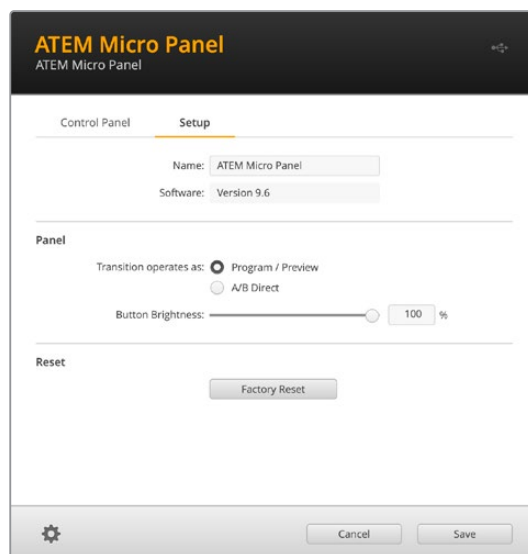 ATEM Micro Panel
ATEM Micro Panel
Control Panel Setup
Name: ATEM Micro Panel
Software: Version 9.6
Panel
Transition operates as: Program / Preview
A/B Direct
Button Brightness: 100 %
Reset
Factory Reset
Cancel Save